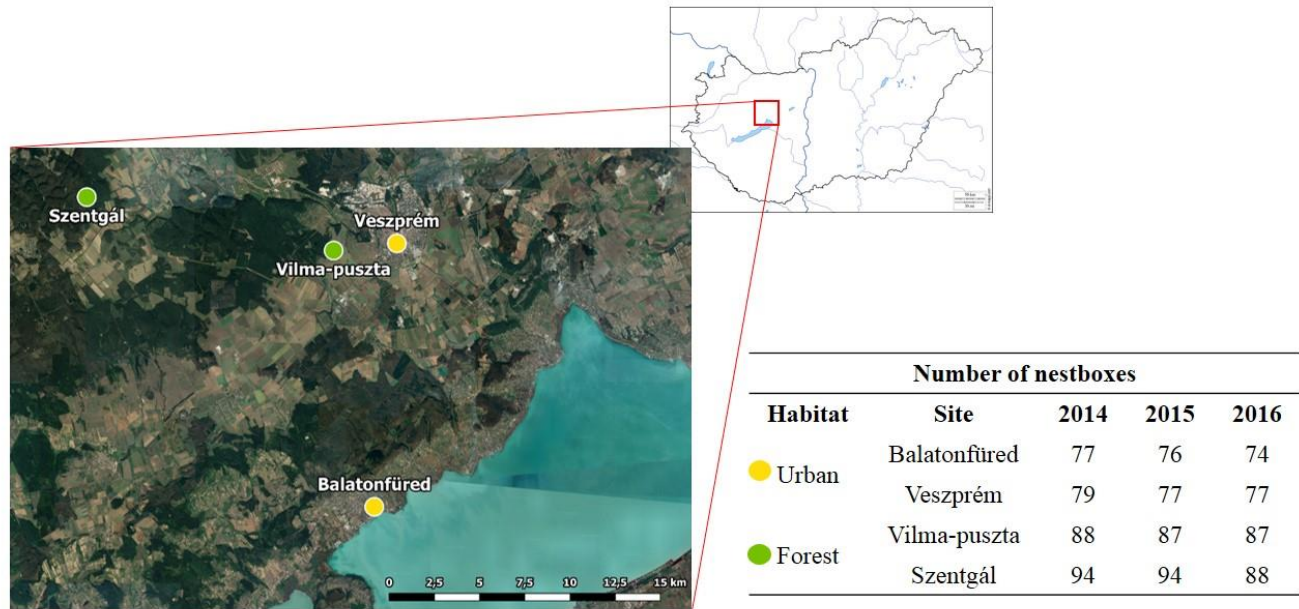 Szentgál
Veszprém
Vilma-puszta
Balatonfüred
0 2,5 5 7,5 10 12,5 15 km
Number of nestboxes
Habitat Site 2014 2015 2016
Urban Balatonfüred 77 76 74
Veszprém 79 77 77
Forest Vilma-puszta 88 87 87
Szentgál 94 94 88